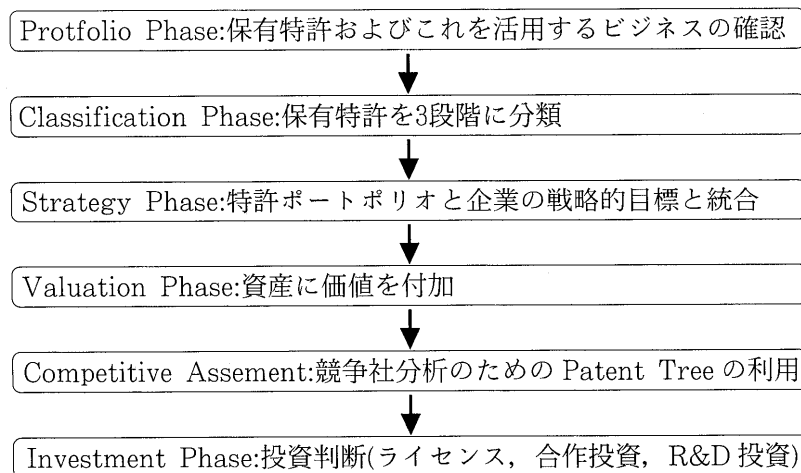 Protfolio Phase:保有特許およびこれを活用するビジネスの確認
Classification Phase:保有特許を3段階に分類
Strategy Phase:特許ポートポリオと企業の戦略的目標と統合
Valuation Phase:資産に価値を付加
Competitive Assement:競争社分析のための Patent Tree の利用
Investment Phase:投資判断(ライセンス，合作投資，R&D 投資)